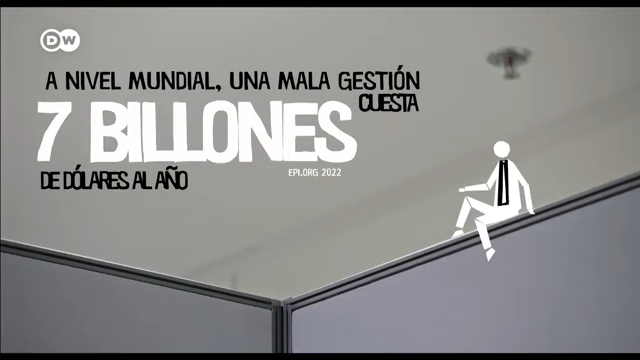 DW
A NIVEL MUNDIAL, UNA MALA GESTIÓN
CUESTA
7 BILLONES
EPI.ORG 2022
DE DÓLARES AL AÑO